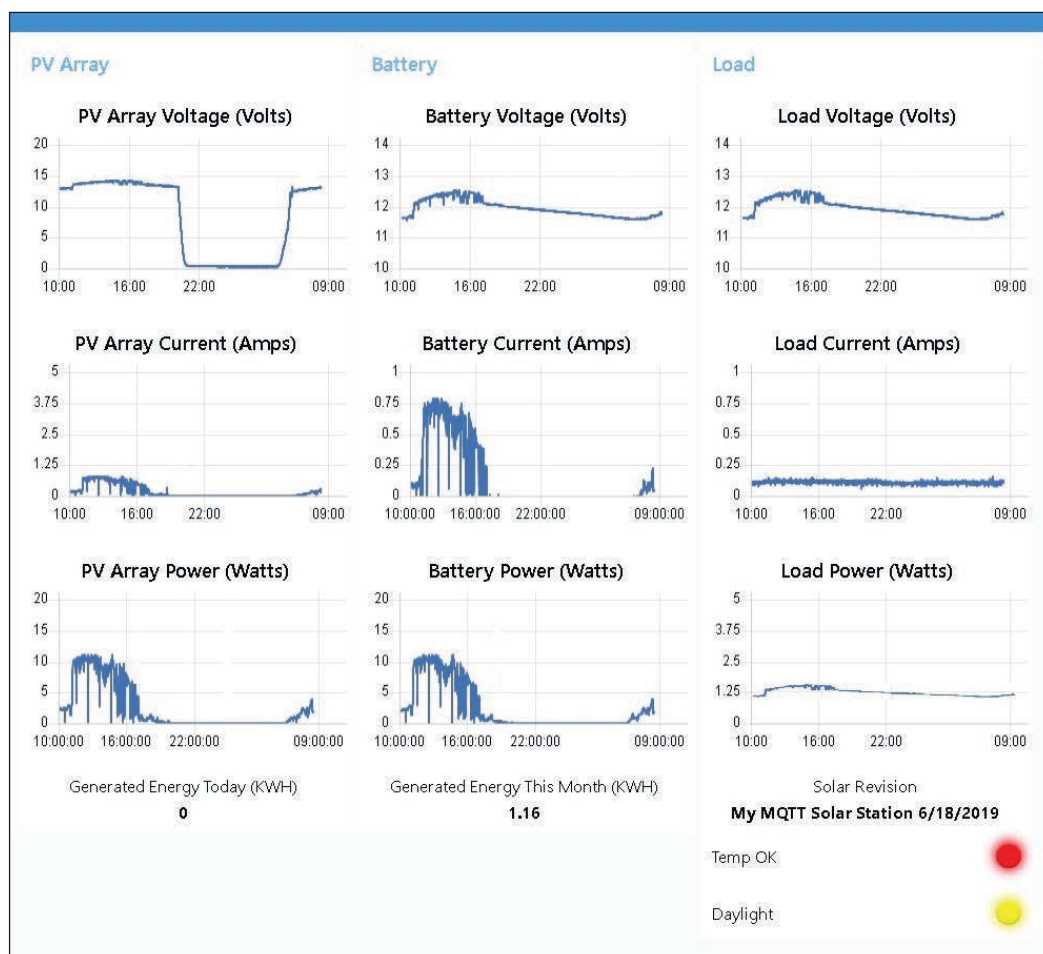 PV Array
PV Array Voltage (Volts)
20
15
10
5
0
10:00 16:00 22:00 09:00
PV Array Current (Amps)
5
3.75
2.5
1.25
0
10:00 16:00 22:00 09:00
PV Array Power (Watts)
20
15
10
5
0
10:00:00 16:00:00 22:00:00 09:00:00
Generated Energy Today (KWH)
0
Battery
Battery Voltage (Volts)
14
13
12
11
10
10:00 16:00 22:00 09:00
Battery Current (Amps)
1
0.75
0.5
0.25
0
10:00:00 16:00:00 22:00:00 09:00:00
Battery Power (Watts)
20
15
10
5
0
10:00:00 16:00:00 22:00:00 09:00:00
Generated Energy This Month (KWH)
1.16
Load
Load Voltage (Volts)
14
13
12
11
10
10:00 16:00 22:00 09:00
Load Current (Amps)
1
0.75
0.5
0.25
0
10:00 16:00 22:00 09:00
Load Power (Watts)
5
3.75
2.5
1.25
0
10:00 16:00 22:00 09:00
Solar Revision
My MQTT Solar Station 6/18/2019
Temp OK
Daylight